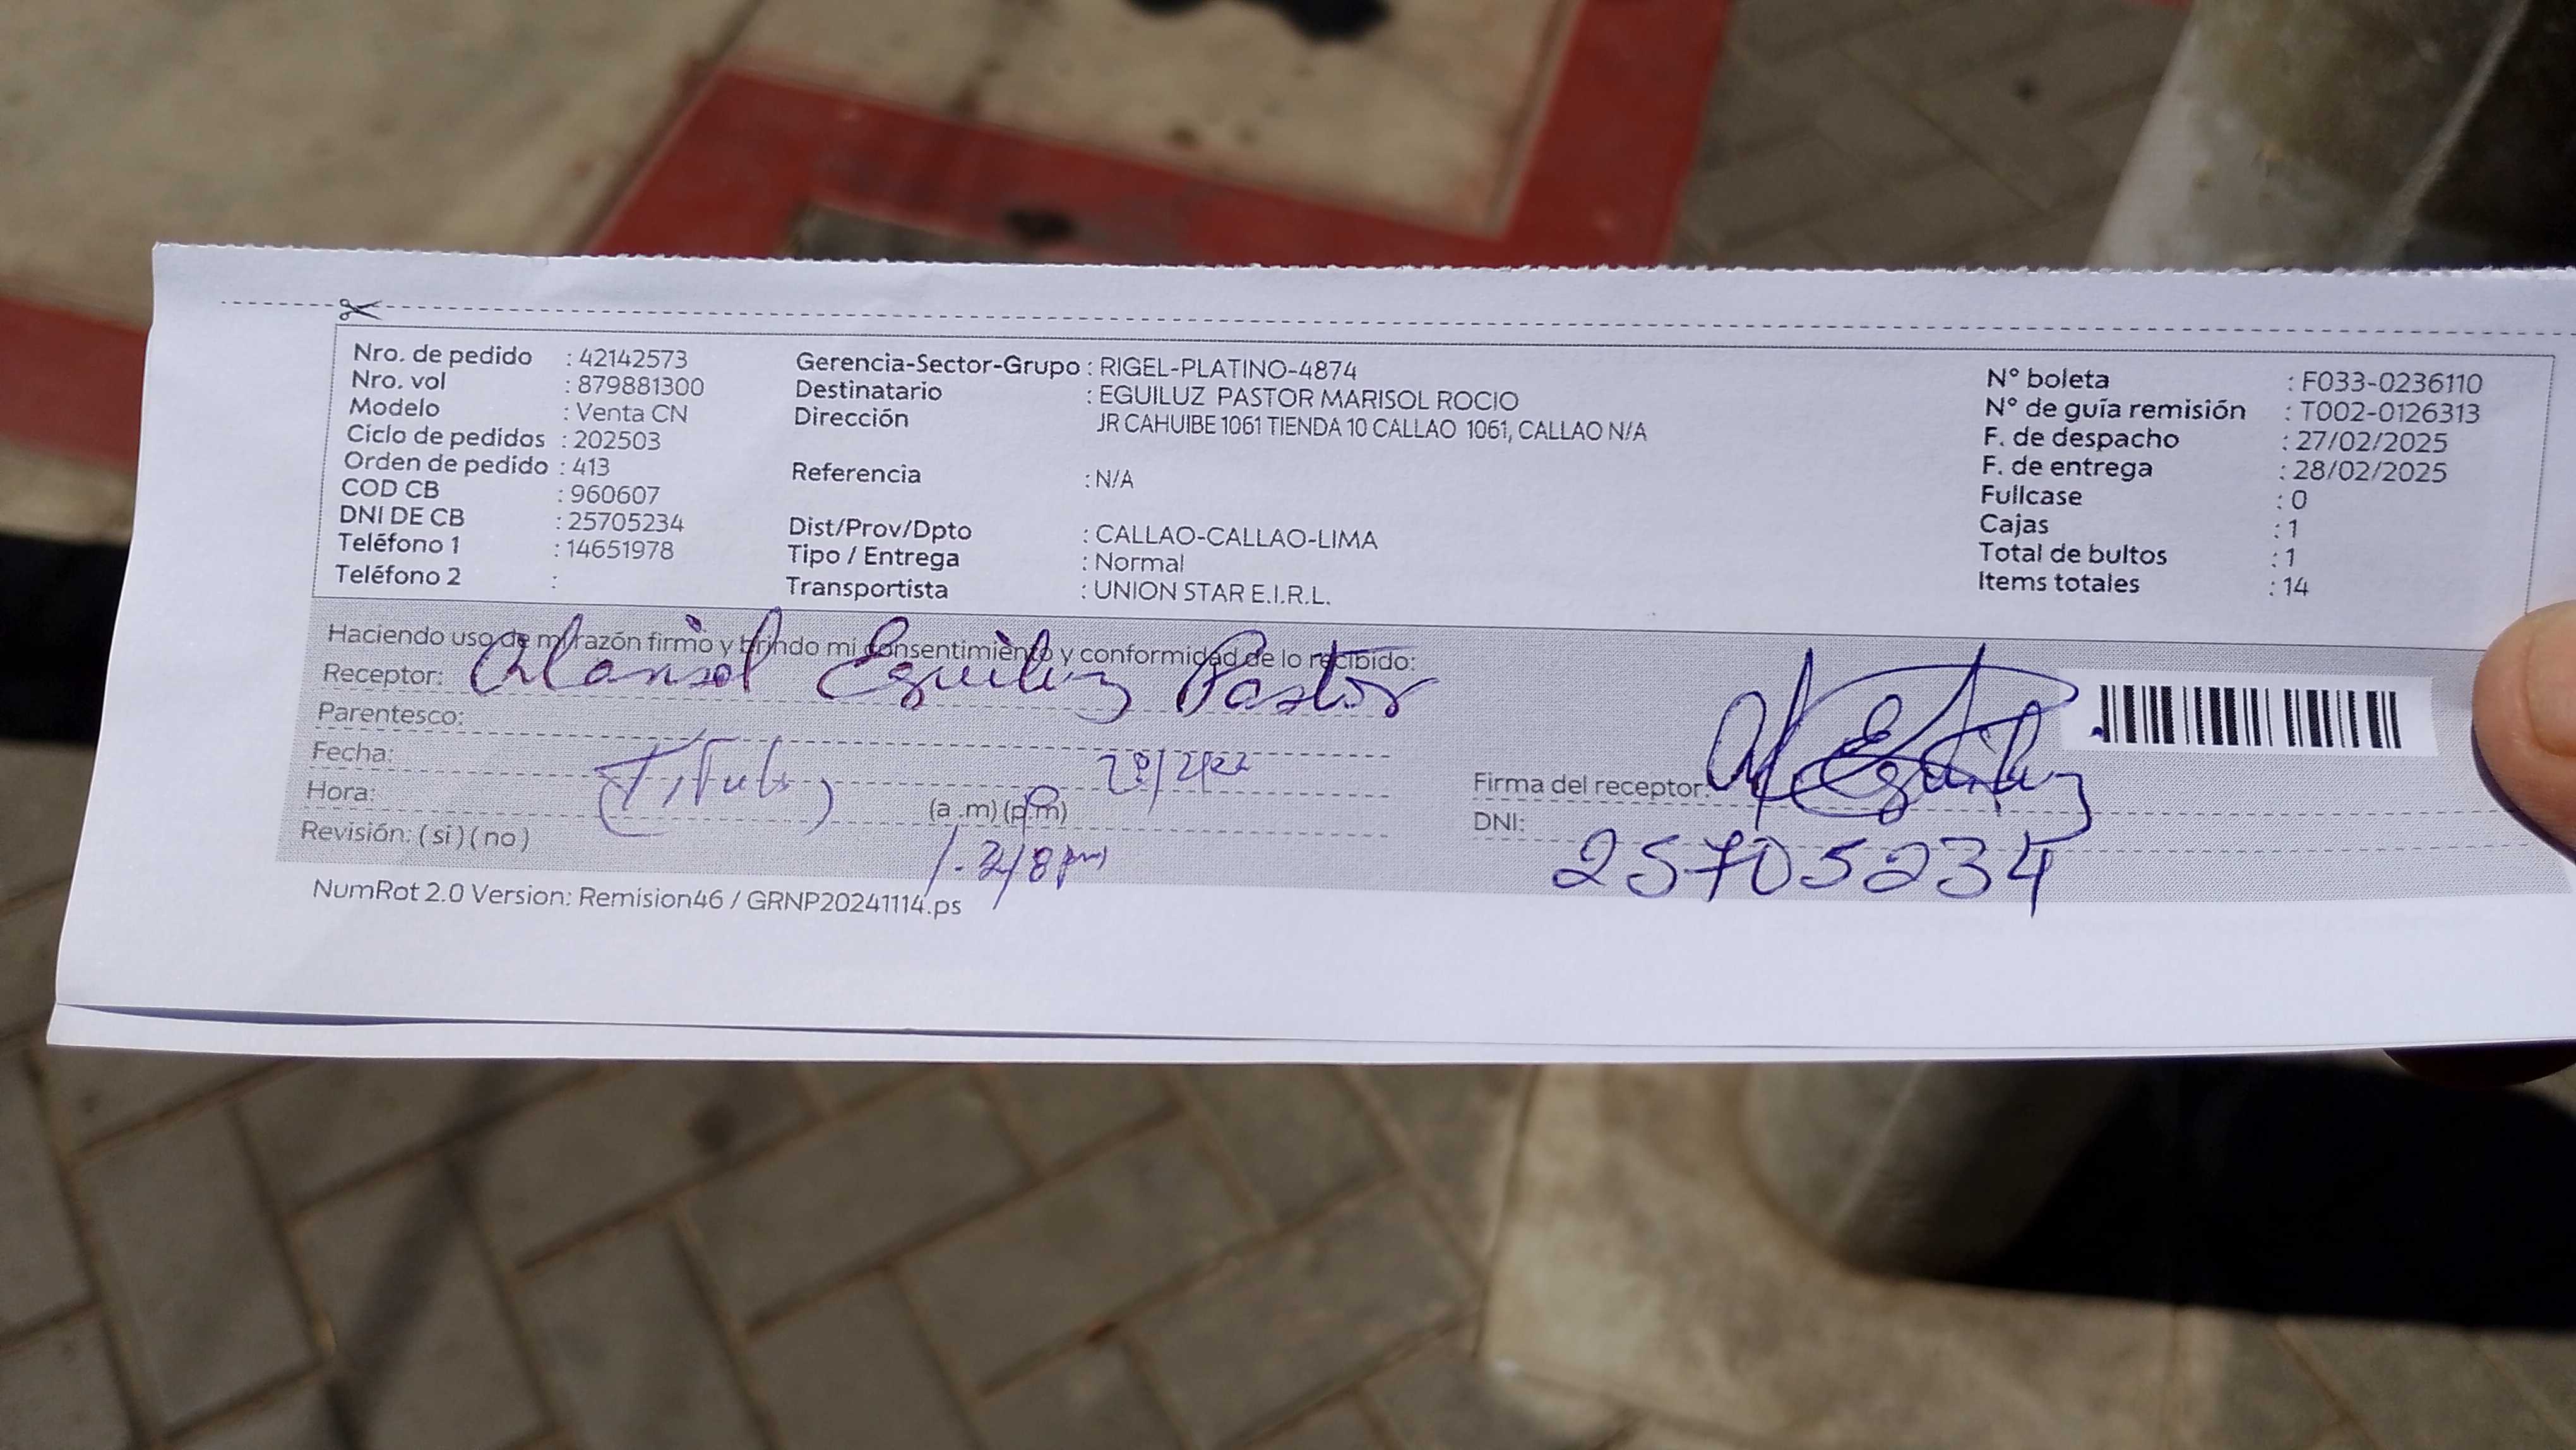 Nro. de pedido : 42142573
Nro. vol : 879881300
Modelo : Venta CN
Ciclo de pedidos : 202503
Orden de pedido : 413
COD CB : 960607
DNI DE CB : 25705234
Teléfono 1 : 14651978
Teléfono 2 :
Gerencia-Sector-Grupo : RIGEL-PLATINO-4874
Destinatario : EGUILUZ PASTOR MARISOL ROCIO
Dirección JR CAHUIBE 1061 TIENDA 10 CALLAO 1061, CALLAO N/A
Referencia : N/A
Dist/Prov/Dpto : CALLAO-CALLAO-LIMA
Tipo / Entrega : Normal
Transportista : UNION STAR E.I.R.L.
N° boleta : F033-0236110
N° de guía remisión : T002-0126313
F. de despacho : 27/02/2025
F. de entrega : 28/02/2025
Fullcase : 0
Cajas : 1
Total de bultos : 1
Items totales : 14
Haciendo uso de mi razón firmo y brindo mi consentimiento y conformidad de lo recibido:
Receptor: Marisol Eguiluz Pastor
Parentesco:
Fecha:
Hora: (a .m) (p.m)
Revisión: ( si ) ( no )
Firma del receptor:
DNI: 25705234
NumRot 2.0 Version: Remision46 / GRNP20241114.ps